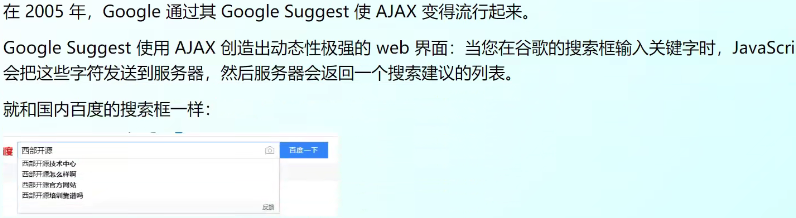 在 2005 年，Google 通过其 Google Suggest 使 AJAX 变得流行起来。
Google Suggest 使用 AJAX 创造出动态性极强的 web 界面：当您在谷歌的搜索框输入关键字时，JavaScri
会把这些字符发送到服务器，然后服务器会返回一个搜索建议的列表。
就和国内百度的搜索框一样：
度 西部开源 百度一下
西部开源技术中心
西部开源怎么样啊
西部开源官方网站
西部开源培训靠谱吗
反馈